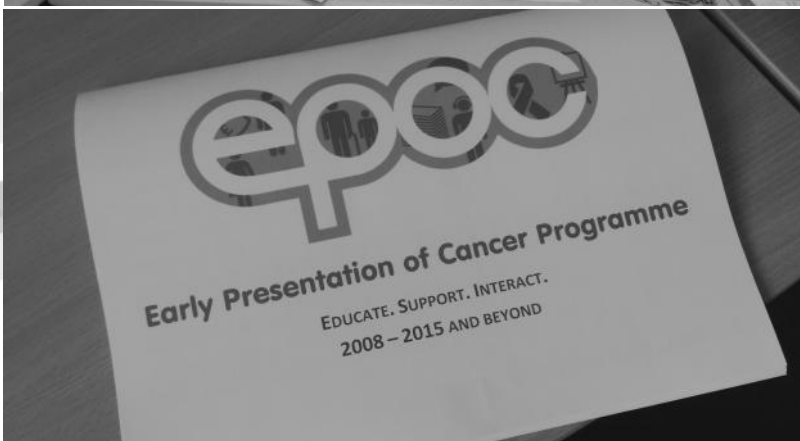 epoc
Early Presentation of Cancer Programme
EDUCATE. SUPPORT. INTERACT.
2008 – 2015 AND BEYOND